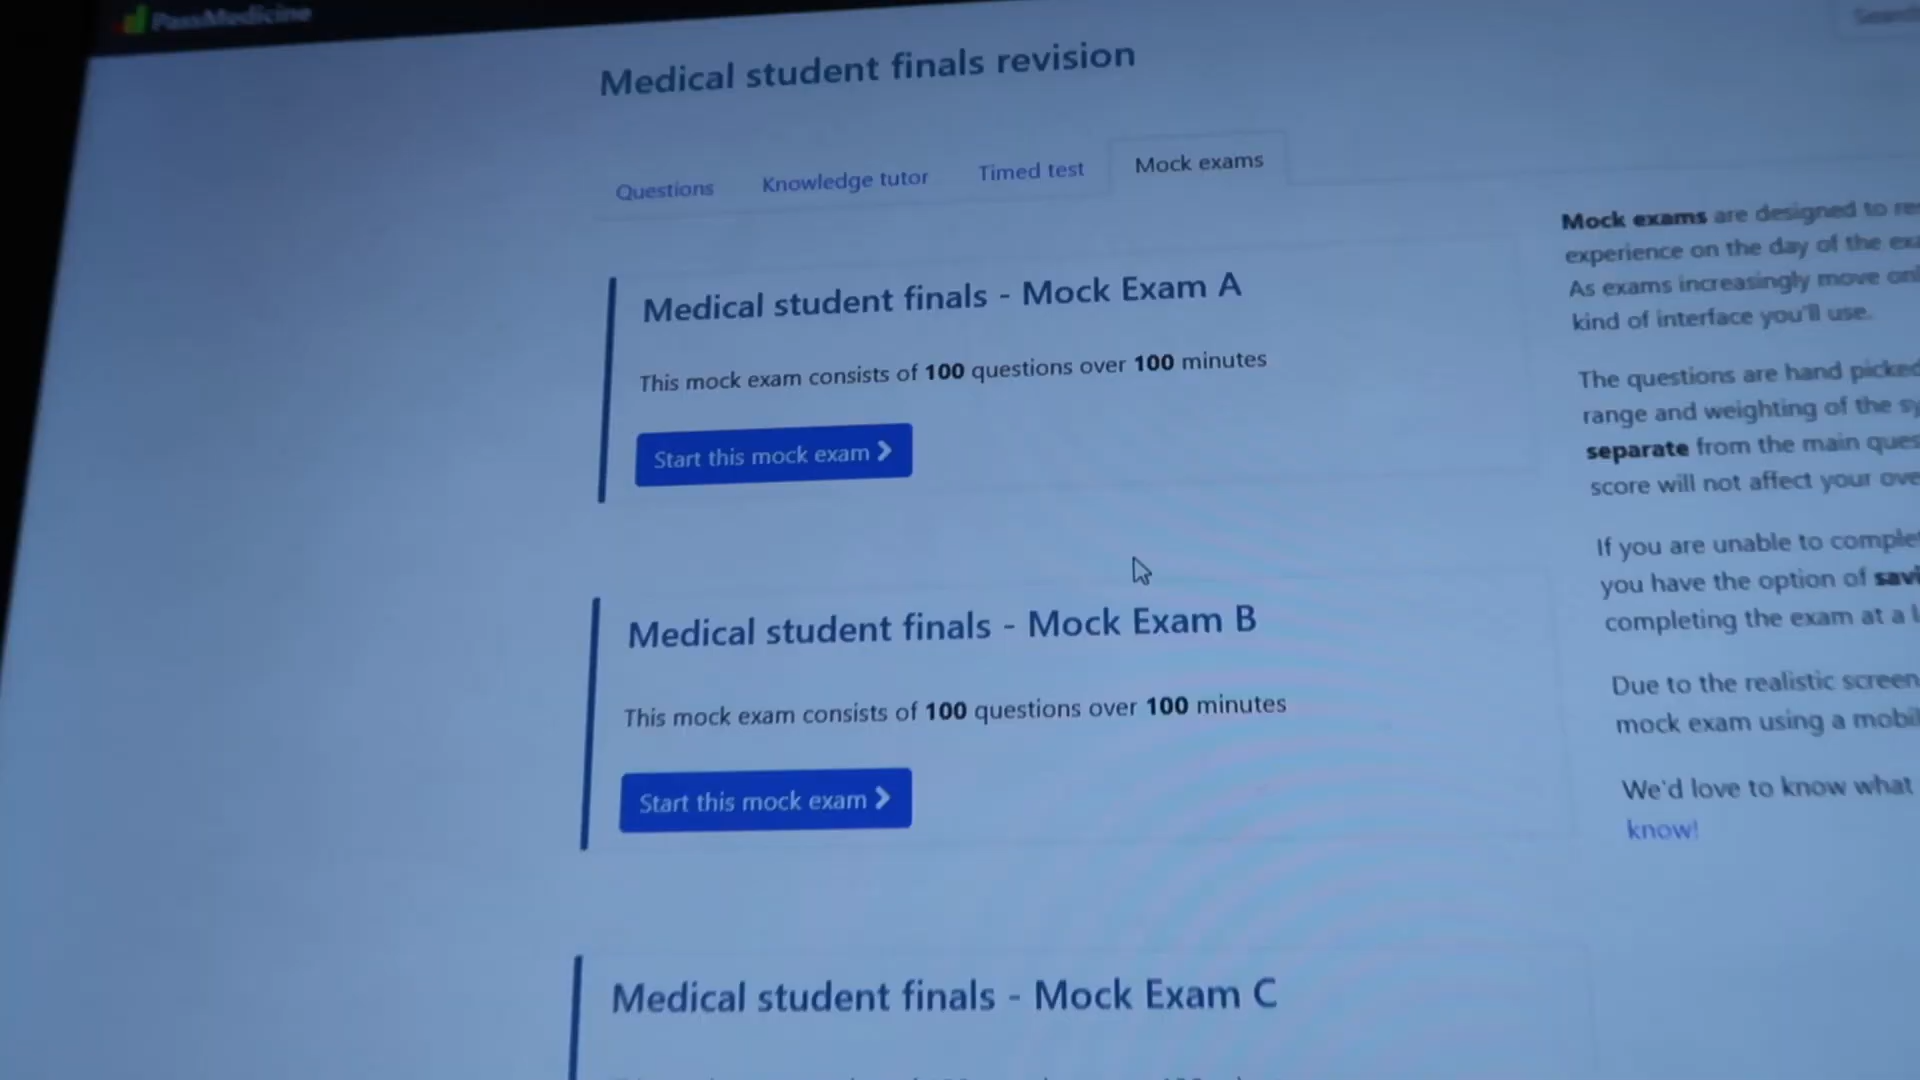 PassMedicine
Medical student finals revision
Questions
Knowledge tutor
Timed test
Mock exams
Medical student finals - Mock Exam A
This mock exam consists of 100 questions over 100 minutes
Start this mock exam
Medical student finals - Mock Exam B
This mock exam consists of 100 questions over 100 minutes
Start this mock exam
Medical student finals - Mock Exam C
Mock exams are designed to
experience on the day of the
As exams increasingly move
kind of interface you'll use.
The questions are hand picked
range and weighting of the
separate from the main
score will not affect your
If you are unable to
you have the option of
completing the exam at a
Due to the realistic screen
mock exam using a
We'd love to know what
know!